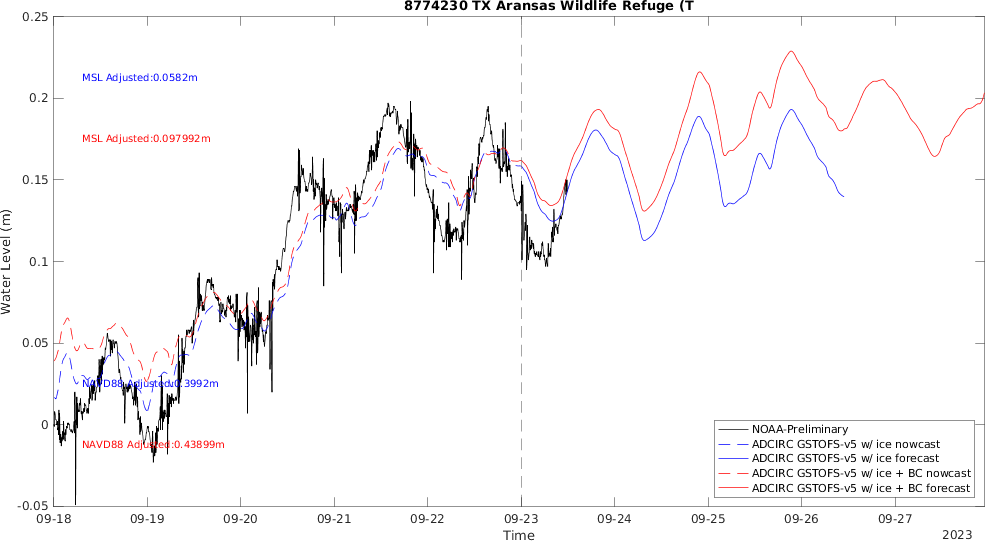 8774230 TX Aransas Wildlife Refuge (T
0.25
0.2
0.15
0.1
0.05
0
-0.05
Water Level (m)
MSL Adjusted:0.0582m
MSL Adjusted:0.097992m
NAVD88 Adjusted:0.3992m
NAVD88 Adjusted:0.43899m
NOAA-Preliminary
ADCIRC GSTOFS-v5 w/ ice nowcast
ADCIRC GSTOFS-v5 w/ ice forecast
ADCIRC GSTOFS-v5 w/ ice + BC nowcast
ADCIRC GSTOFS-v5 w/ ice + BC forecast
09-18 09-19 09-20 09-21 09-22 09-23 09-24 09-25 09-26 09-27
Time
2023